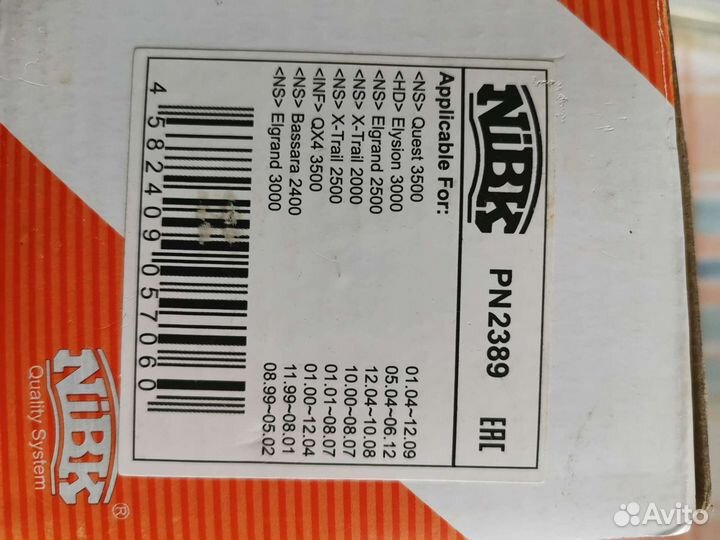 NiBK PN2389 EAC
Applicable For:
<NS> Quest 3500 01.04~12.09
<HD> Elysion 3000 05.04~06.12
<NS> Elgrand 2500 12.04~10.08
<NS> X-Trail 2000 10.00~08.07
<NS> X-Trail 2500 01.01~08.07
<INF> QX4 3500 01.00~12.04
<NS> Bassara 2400 11.99~08.01
<NS> Elgrand 3000 08.99~05.02
4 582409 057060
NiBK ®
Quality System
Avito